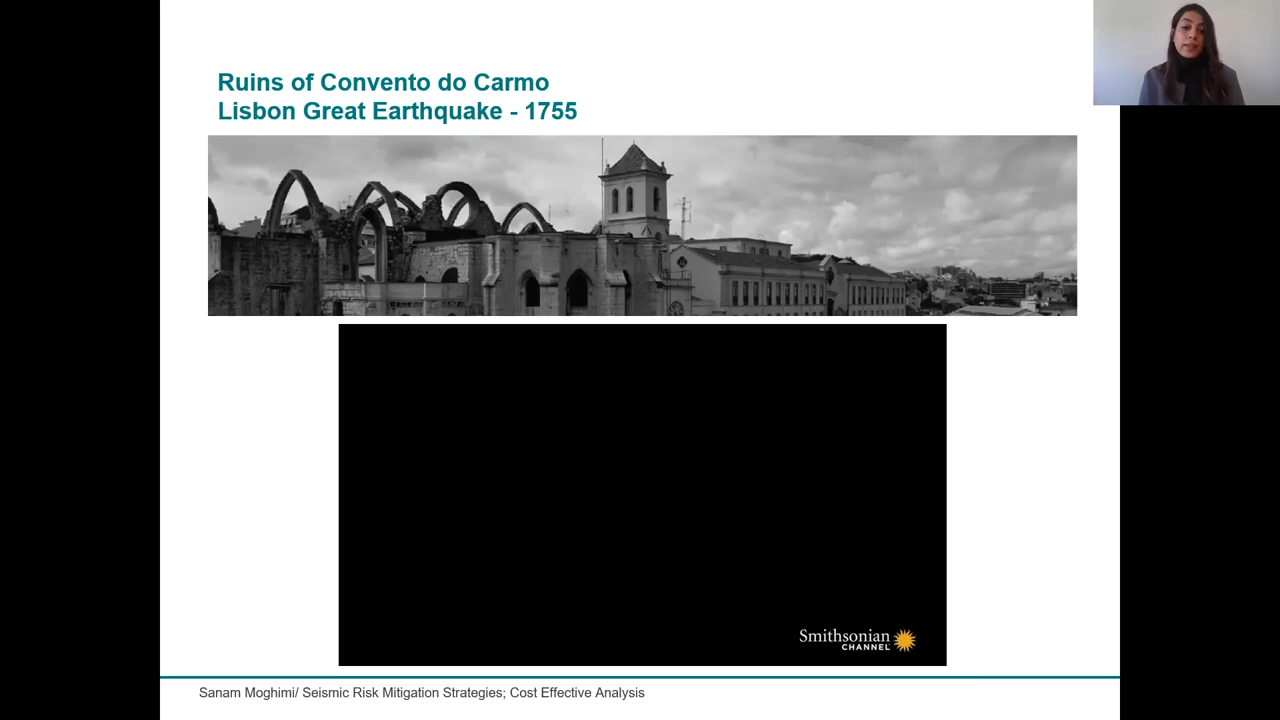 Ruins of Convento do Carmo
Lisbon Great Earthquake - 1755
Smithsonian
CHANNEL
Sanam Moghimi/ Seismic Risk Mitigation Strategies; Cost Effective Analysis